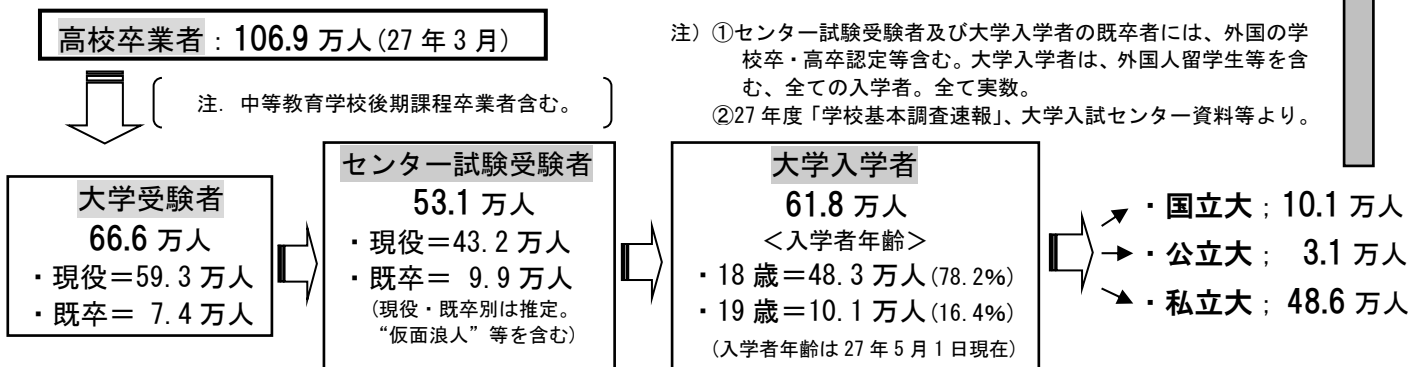 高校卒業者：106.9 万人(27 年 3 月)
注．中等教育学校後期課程卒業者含む。
注）①センター試験受験者及び大学入学者の既卒者には、外国の学
校卒・高卒認定等含む。大学入学者は、外国人留学生等を含
む、全ての入学者。全て実数。
②27 年度「学校基本調査速報」、大学入試センター資料等より。
大学受験者
66.6 万人
・現役＝59.3 万人
・既卒＝ 7.4 万人
センター試験受験者
53.1 万人
・現役＝43.2 万人
・既卒＝ 9.9 万人
(現役・既卒別は推定。
“仮面浪人”等を含む)
大学入学者
61.8 万人
＜入学者年齢＞
・18 歳＝48.3 万人(78.2%)
・19 歳＝10.1 万人(16.4%)
(入学者年齢は 27 年 5 月 1 日現在)
・国立大；10.1 万人
・公立大； 3.1 万人
・私立大；48.6 万人